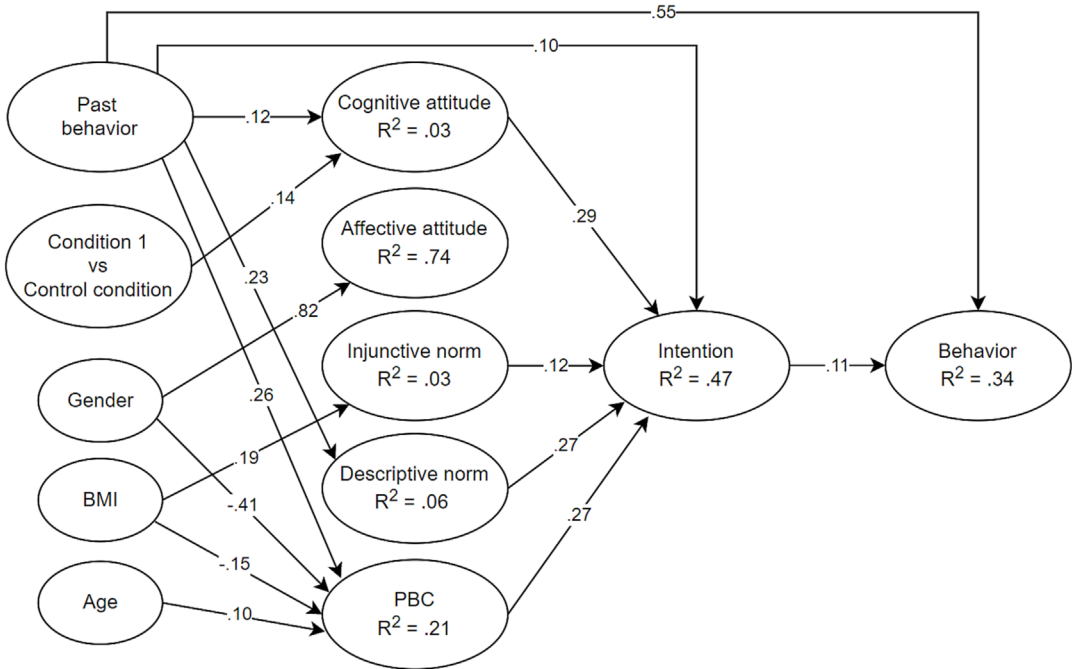 .55
.10
Past
behavior
.12
Cognitive attitude
R² = .03
.14
Condition 1
vs
Control condition
Affective attitude
R² = .74
.29
.23
.82
Injunctive norm
R² = .03
.12
Intention
R² = .47
.11
Behavior
R² = .34
Gender
.26
.19
Descriptive norm
R² = .06
.27
BMI
-.41
.27
-.15
Age
.10
PBC
R² = .21